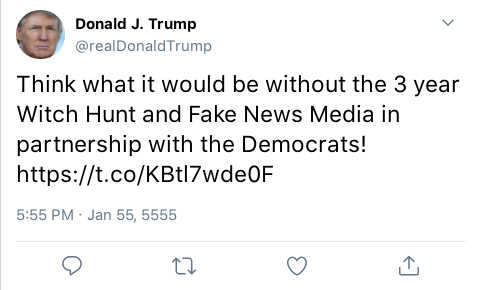 Donald J. Trump
@realDonaldTrump
Think what it would be without the 3 year
Witch Hunt and Fake News Media in
partnership with the Democrats!
https://t.co/KBtl7wde0F
5:55 PM · Jan 55, 5555